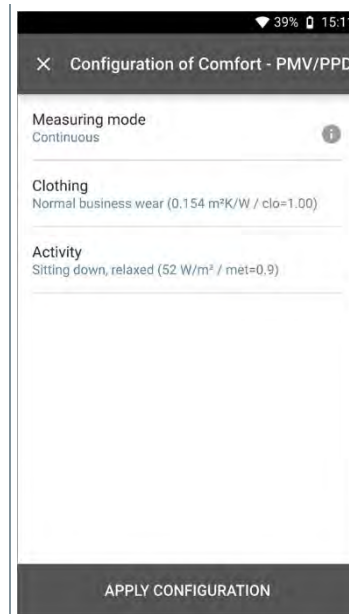 39% 15:11
Configuration of Comfort - PMV/PPD
Measuring mode
Continuous
Clothing
Normal business wear (0.154 m²K/W / clo=1.00)
Activity
Sitting down, relaxed (52 W/m² / met=0.9)
APPLY CONFIGURATION